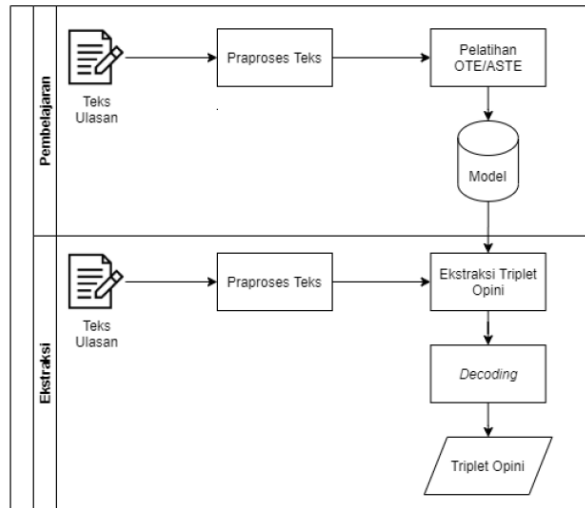 Pembelajaran
Teks
Ulasan
Praproses Teks
Pelatihan
OTE/ASTE
Model
Ekstraksi
Teks
Ulasan
Praproses Teks
Ekstraksi Triplet
Opini
Decoding
Triplet Opini